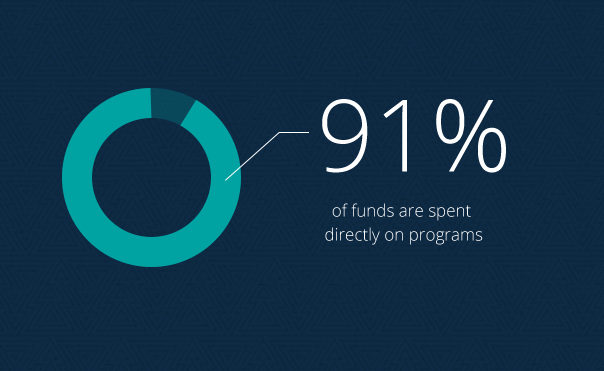 91%
of funds are spent
directly on programs